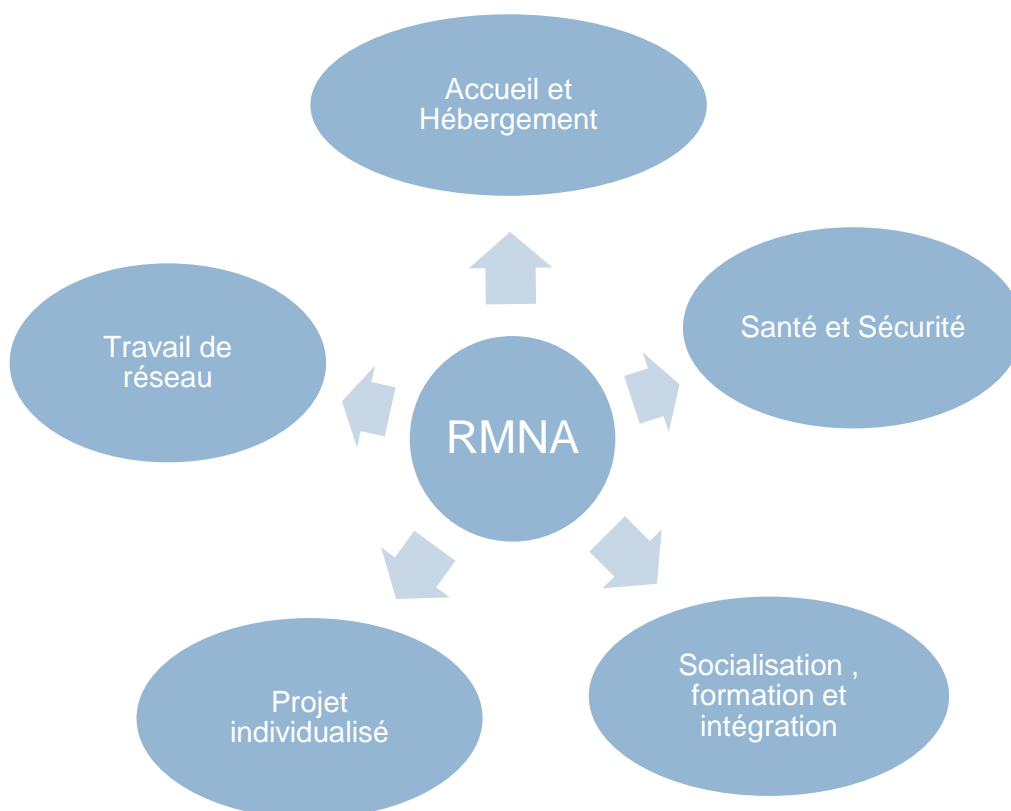 Accueil et
Hébergement
Santé et Sécurité
Travail de
réseau
RMNA
Socialisation ,
formation et
intégration
Projet
individualisé